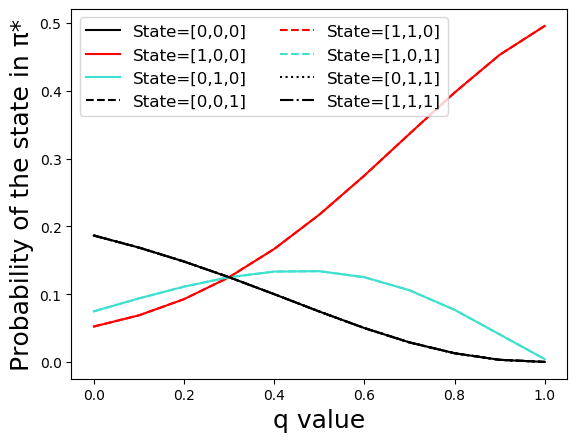 State=[0,0,0]
State=[1,0,0]
State=[0,1,0]
State=[0,0,1]
State=[1,1,0]
State=[1,0,1]
State=[0,1,1]
State=[1,1,1]
Probability of the state in π*
0.5
0.4
0.3
0.2
0.1
0.0
0.0 0.2 0.4 0.6 0.8 1.0
q value